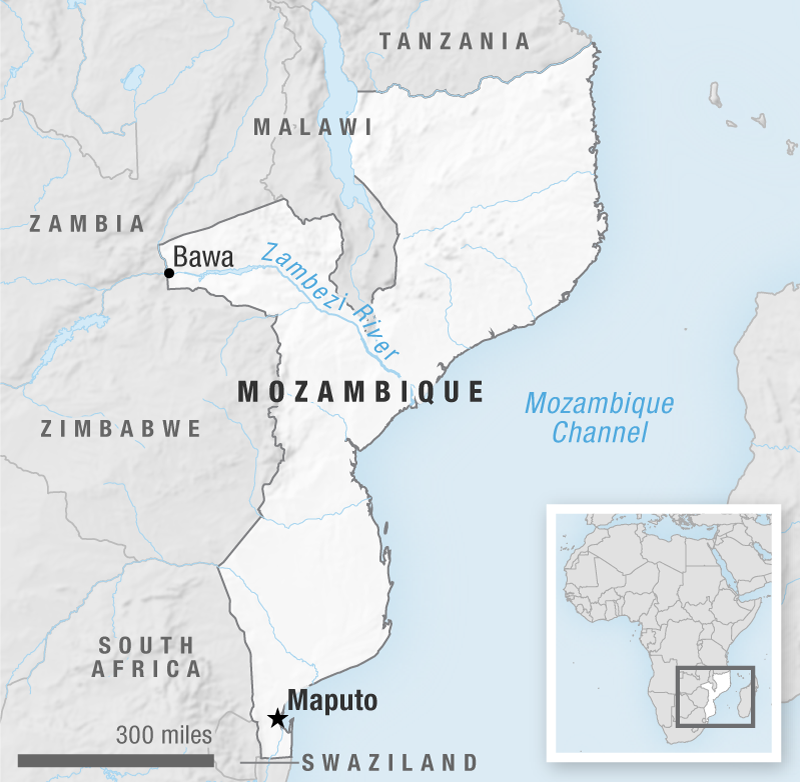 TANZANIA
MALAWI
ZAMBIA
Bawa
Zambezi River
MOZAMBIQUE
Mozambique
Channel
ZIMBABWE
SOUTH
AFRICA
Maputo
300 miles
SWAZILAND